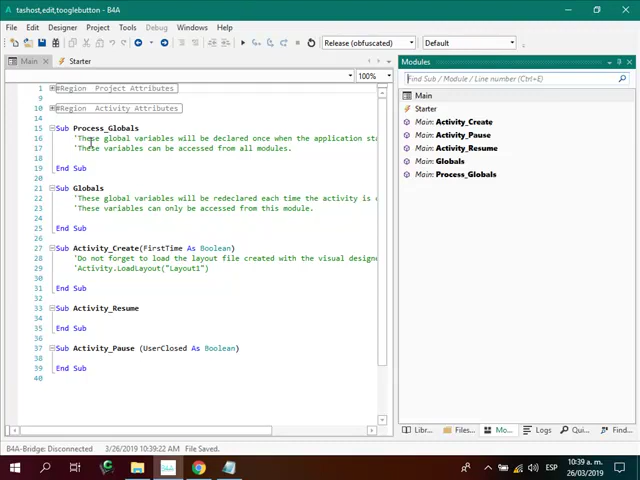 tashost,edit,tooglebutton - B4A
File Edit Designer Project Tools Debug Windows Help
Release (obfuscated) Default
Main Starter
100%
Modules
Find Sub / Module / Line number (Ctrl+E)
Main
Starter
Main: Activity_Create
Main: Activity_Pause
Main: Activity_Resume
Main: Globals
Main: Process_Globals
1 #Region Project Attributes
9
10 #Region Activity Attributes
14
15 Sub Process_Globals
16 'These global variables will be declared once when the application sta
17 'These variables can be accessed from all modules.
18
19 End Sub
20
21 Sub Globals
22 'These global variables will be redeclared each time the activity is c
23 'These variables can only be accessed from this module.
24
25 End Sub
26
27 Sub Activity_Create(FirstTime As Boolean)
28 'Do not forget to load the layout file created with the visual designe
29 'Activity.LoadLayout("Layout1")
30
31 End Sub
32
33 Sub Activity_Resume
34
35 End Sub
36
37 Sub Activity_Pause (UserClosed As Boolean)
38
39 End Sub
40
Libr... Files... Mo... Logs Qui... Find...
B4A-Bridge: Disconnected 3/26/2019 10:39:22 AM File Saved.
B4A
ESP
10:39 a. m.
26/03/2019